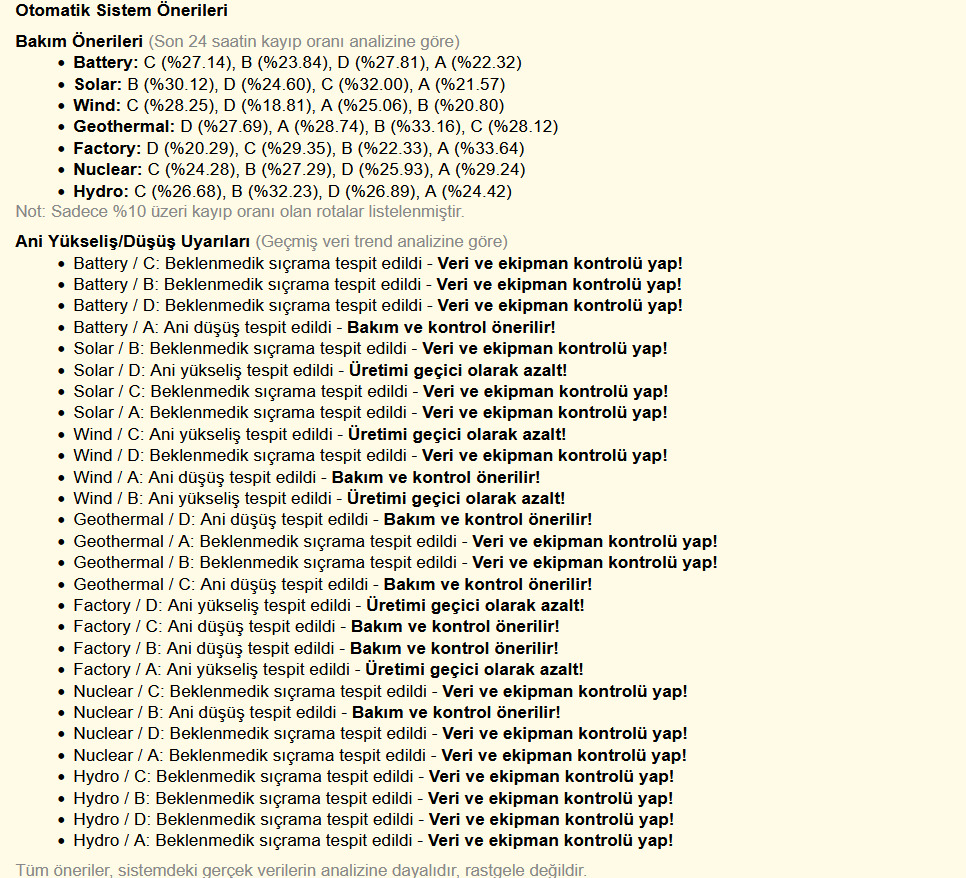 Otomatik Sistem Önerileri
Bakım Önerileri (Son 24 saatin kayıp oranı analizine göre)
• Battery: C (%27.14), B (%23.84), D (%27.81), A (%22.32)
• Solar: B (%30.12), D (%24.60), C (%32.00), A (%21.57)
• Wind: C (%28.25), D (%18.81), A (%25.06), B (%20.80)
• Geothermal: D (%27.69), A (%28.74), B (%33.16), C (%28.12)
• Factory: D (%20.29), C (%29.35), B (%22.33), A (%33.64)
• Nuclear: C (%24.28), B (%27.29), D (%25.93), A (%29.24)
• Hydro: C (%26.68), B (%32.23), D (%26.89), A (%24.42)
Not: Sadece %10 üzeri kayıp oranı olan rotalar listelenmiştir.
Ani Yükseliş/Düşüş Uyarıları (Geçmiş veri trend analizine göre)
• Battery / C: Beklenmedik sıçrama tespit edildi - Veri ve ekipman kontrolü yap!
• Battery / B: Beklenmedik sıçrama tespit edildi - Veri ve ekipman kontrolü yap!
• Battery / D: Beklenmedik sıçrama tespit edildi - Veri ve ekipman kontrolü yap!
• Battery / A: Ani düşüş tespit edildi - Bakım ve kontrol önerilir!
• Solar / B: Beklenmedik sıçrama tespit edildi - Veri ve ekipman kontrolü yap!
• Solar / D: Ani yükseliş tespit edildi - Üretimi geçici olarak azalt!
• Solar / C: Beklenmedik sıçrama tespit edildi - Veri ve ekipman kontrolü yap!
• Solar / A: Beklenmedik sıçrama tespit edildi - Veri ve ekipman kontrolü yap!
• Wind / C: Ani yükseliş tespit edildi - Üretimi geçici olarak azalt!
• Wind / D: Beklenmedik sıçrama tespit edildi - Veri ve ekipman kontrolü yap!
• Wind / A: Ani düşüş tespit edildi - Bakım ve kontrol önerilir!
• Wind / B: Ani yükseliş tespit edildi - Üretimi geçici olarak azalt!
• Geothermal / D: Ani düşüş tespit edildi - Bakım ve kontrol önerilir!
• Geothermal / A: Beklenmedik sıçrama tespit edildi - Veri ve ekipman kontrolü yap!
• Geothermal / B: Beklenmedik sıçrama tespit edildi - Veri ve ekipman kontrolü yap!
• Geothermal / C: Ani düşüş tespit edildi - Bakım ve kontrol önerilir!
• Factory / D: Ani yükseliş tespit edildi - Üretimi geçici olarak azalt!
• Factory / C: Ani düşüş tespit edildi - Bakım ve kontrol önerilir!
• Factory / B: Ani düşüş tespit edildi - Bakım ve kontrol önerilir!
• Factory / A: Ani yükseliş tespit edildi - Üretimi geçici olarak azalt!
• Nuclear / C: Beklenmedik sıçrama tespit edildi - Veri ve ekipman kontrolü yap!
• Nuclear / B: Ani düşüş tespit edildi - Bakım ve kontrol önerilir!
• Nuclear / D: Beklenmedik sıçrama tespit edildi - Veri ve ekipman kontrolü yap!
• Nuclear / A: Beklenmedik sıçrama tespit edildi - Veri ve ekipman kontrolü yap!
• Hydro / C: Beklenmedik sıçrama tespit edildi - Veri ve ekipman kontrolü yap!
• Hydro / B: Beklenmedik sıçrama tespit edildi - Veri ve ekipman kontrolü yap!
• Hydro / D: Beklenmedik sıçrama tespit edildi - Veri ve ekipman kontrolü yap!
• Hydro / A: Beklenmedik sıçrama tespit edildi - Veri ve ekipman kontrolü yap!
Tüm öneriler, sistemdeki gerçek verilerin analizine dayalıdır, rastgele değildir.